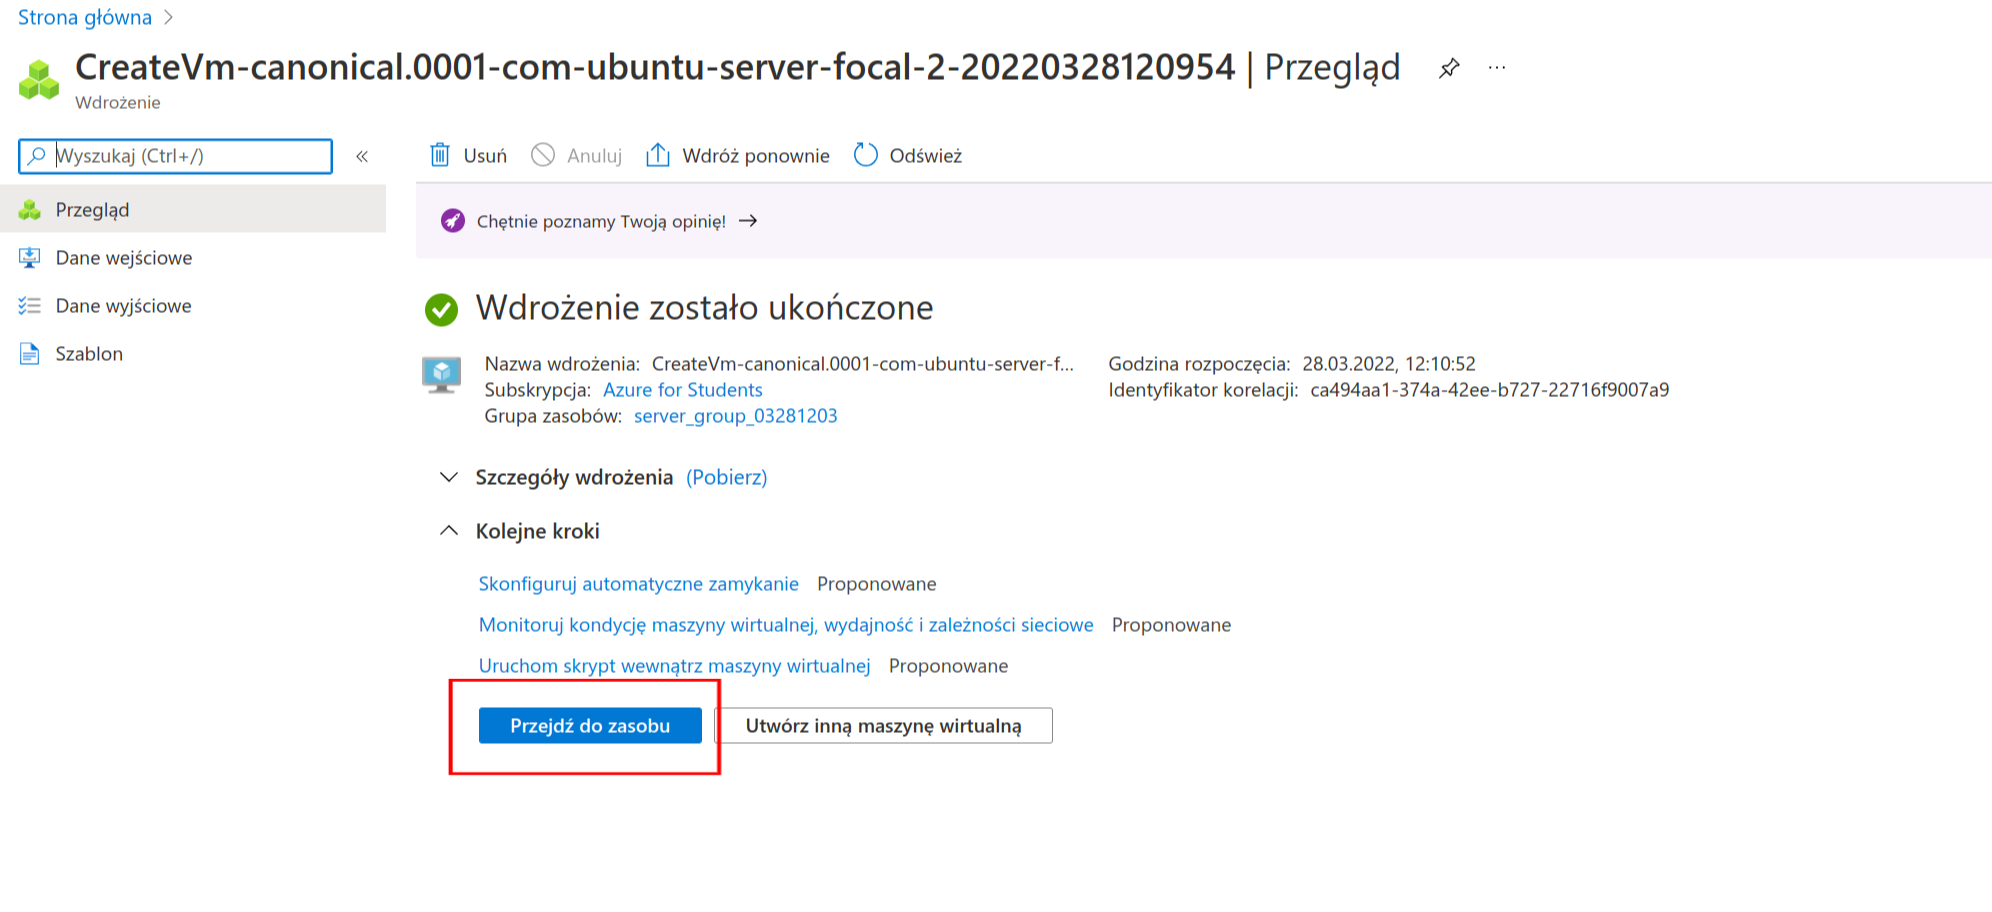 Strona główna
CreateVm-canonical.0001-com-ubuntu-server-focal-2-20220328120954 | Przegląd ...
Wdrożenie
Wyszukaj (Ctrl+/) «
Usuń Anuluj Wdróż ponownie Odśwież
Przegląd
Dane wejściowe
Dane wyjściowe
Szablon
Chętnie poznamy Twoją opinię! →
Wdrożenie zostało ukończone
Nazwa wdrożenia: CreateVm-canonical.0001-com-ubuntu-server-f... Godzina rozpoczęcia: 28.03.2022, 12:10:52
Subskrypcja: Azure for Students Identyfikator korelacji: ca494aa1-374a-42ee-b727-22716f9007a9
Grupa zasobów: server_group_03281203
Szczegóły wdrożenia (Pobierz)
Kolejne kroki
Skonfiguruj automatyczne zamykanie Proponowane
Monitoruj kondycję maszyny wirtualnej, wydajność i zależności sieciowe Proponowane
Uruchom skrypt wewnątrz maszyny wirtualnej Proponowane
Przejdź do zasobu Utwórz inną maszynę wirtualną